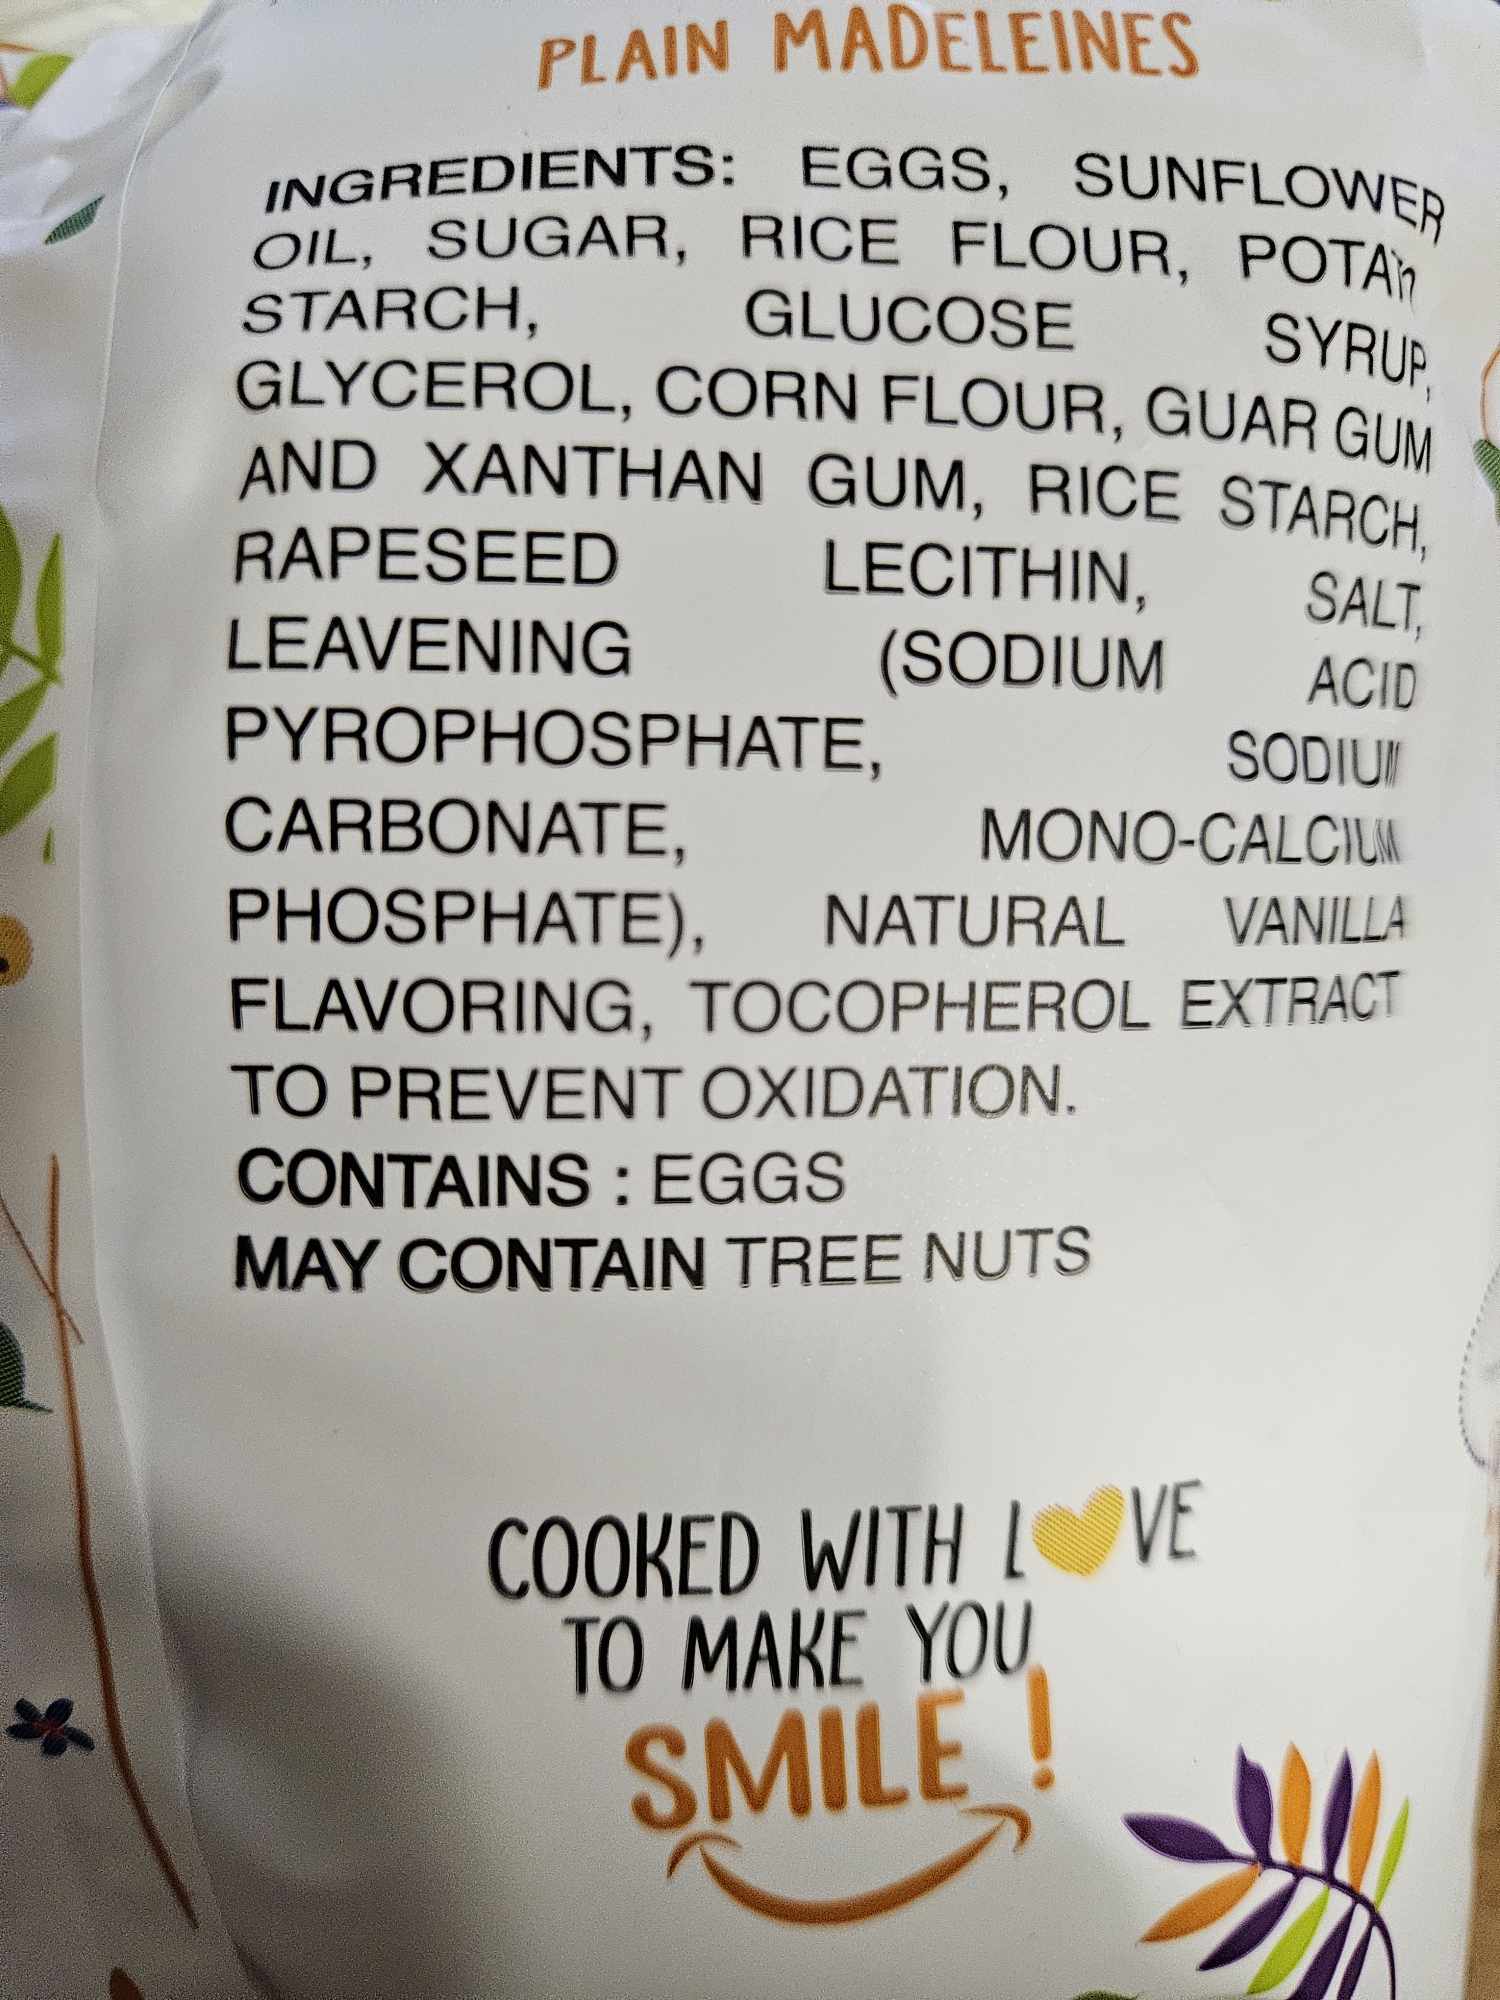 PLAIN MADELEINES
INGREDIENTS: EGGS, SUNFLOWER
OIL, SUGAR, RICE FLOUR, POTATO
STARCH, GLUCOSE SYRUP,
GLYCEROL, CORN FLOUR, GUAR GUM
AND XANTHAN GUM, RICE STARCH,
RAPESEED LECITHIN, SALT,
LEAVENING (SODIUM ACID
PYROPHOSPHATE, SODIUM
CARBONATE, MONO-CALCIUM
PHOSPHATE), NATURAL VANILLA
FLAVORING, TOCOPHEROL EXTRACT
TO PREVENT OXIDATION.
CONTAINS : EGGS
MAY CONTAIN TREE NUTS
COOKED WITH LOVE
TO MAKE YOU
SMILE !